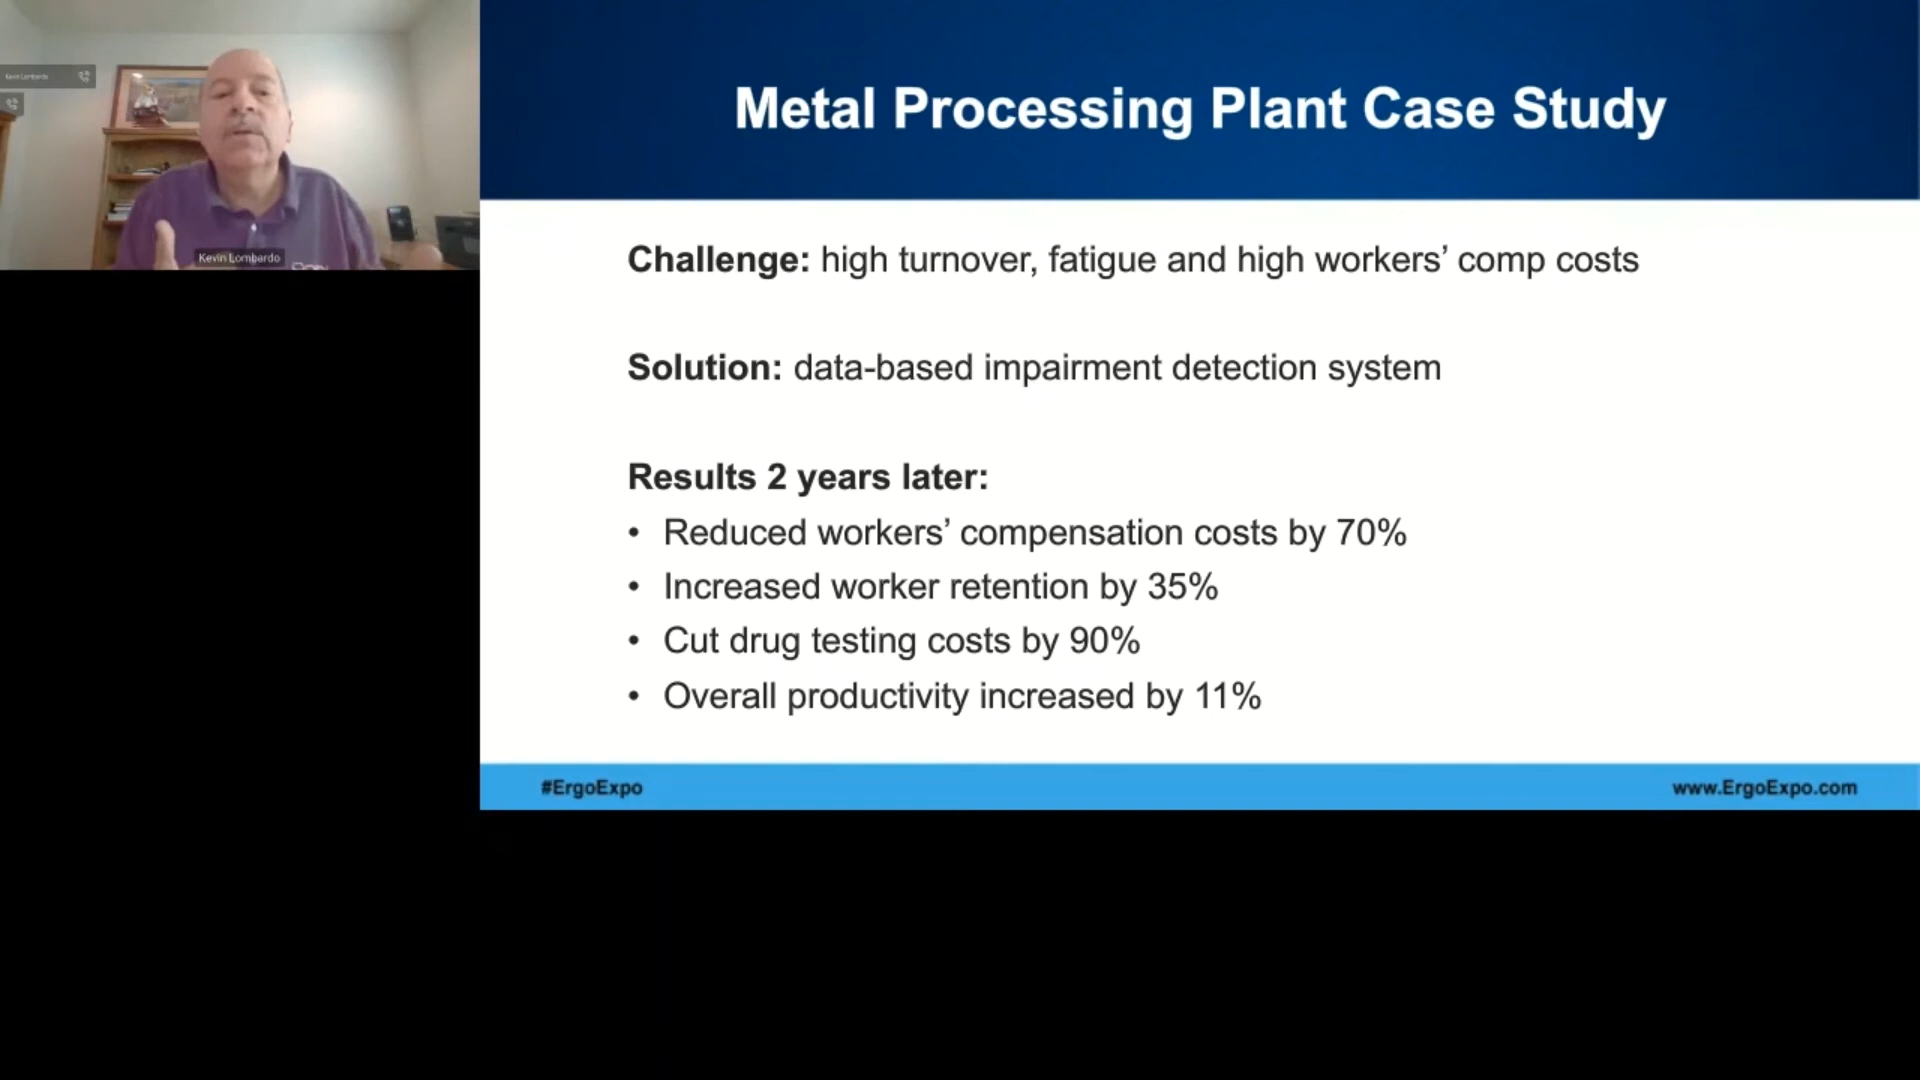 Kevin Lombardo
Kevin Lombardo
Metal Processing Plant Case Study
Challenge: high turnover, fatigue and high workers’ comp costs
Solution: data-based impairment detection system
Results 2 years later:
• Reduced workers’ compensation costs by 70%
• Increased worker retention by 35%
• Cut drug testing costs by 90%
• Overall productivity increased by 11%
#ErgoExpo
www.ErgoExpo.com